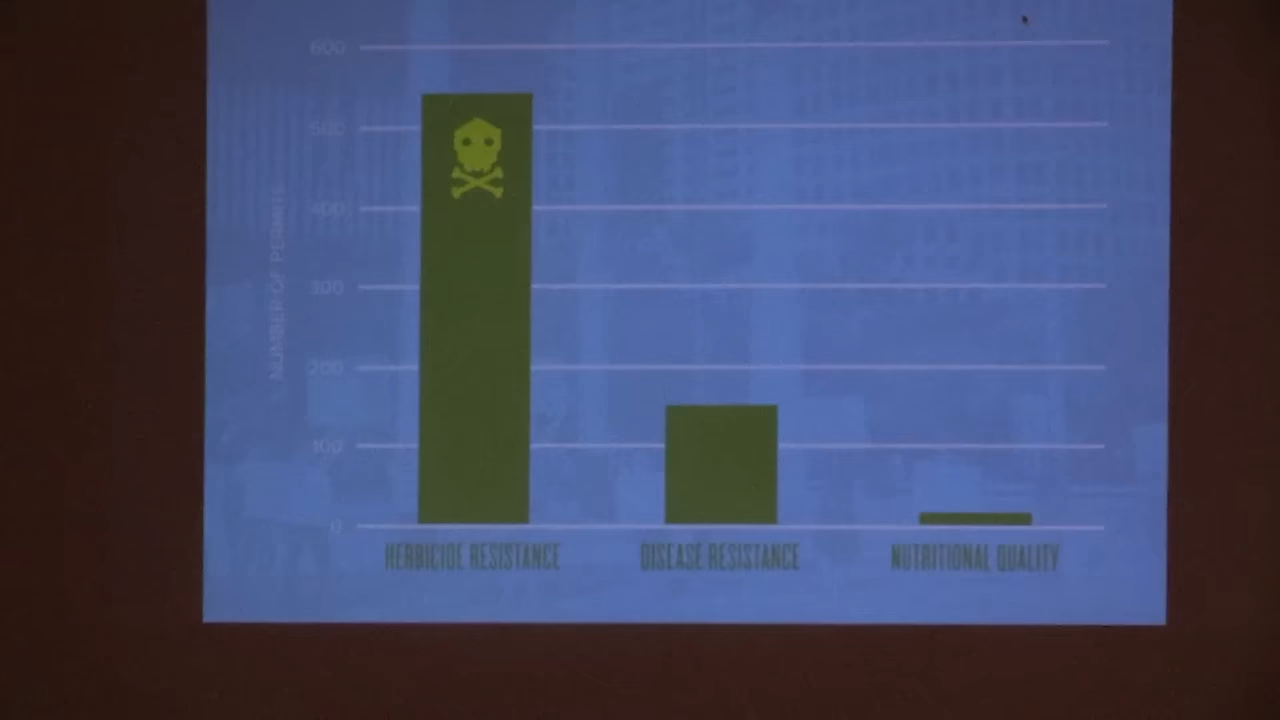 600
500
400
300
200
100
0
NUMBER OF PERMITS
HERBICIDE RESISTANCE
DISEASE RESISTANCE
NUTRITIONAL QUALITY